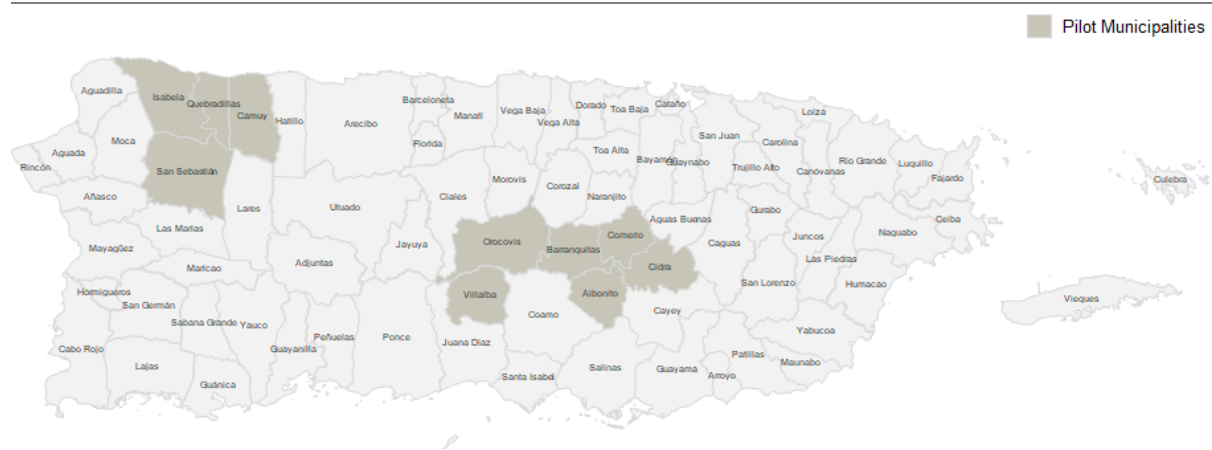 Pilot Municipalities
Aguadilla
Isabela
Quebradillas
Camuy
Hatillo
Arecibo
Barceloneta
Manatí
Vega Baja
Vega Alta
Dorado
Toa Baja
Cataño
Loíza
Moca
Florida
San Juan
Carolina
Aguada
Rincón
San Sebastián
Toa Alta
Bayamón
Guaynabo
Trujillo Alto
Canóvanas
Río Grande
Luquillo
Fajardo
Culebra
Añasco
Lares
Utuado
Ciales
Morovis
Corozal
Naranjito
Aguas Buenas
Gurabo
Ceiba
Las Marías
Mayagüez
Maricao
Adjuntas
Jayuya
Orocovis
Barranquitas
Comerío
Cidra
Caguas
Juncos
Naguabo
Las Piedras
Hormigueros
San Germán
Villalba
Aibonito
San Lorenzo
Humacao
Vieques
Sabana Grande
Yauco
Guayanilla
Peñuelas
Ponce
Juana Díaz
Coamo
Cayey
Yabucoa
Cabo Rojo
Lajas
Guánica
Santa Isabel
Salinas
Guayama
Arroyo
Patillas
Maunabo